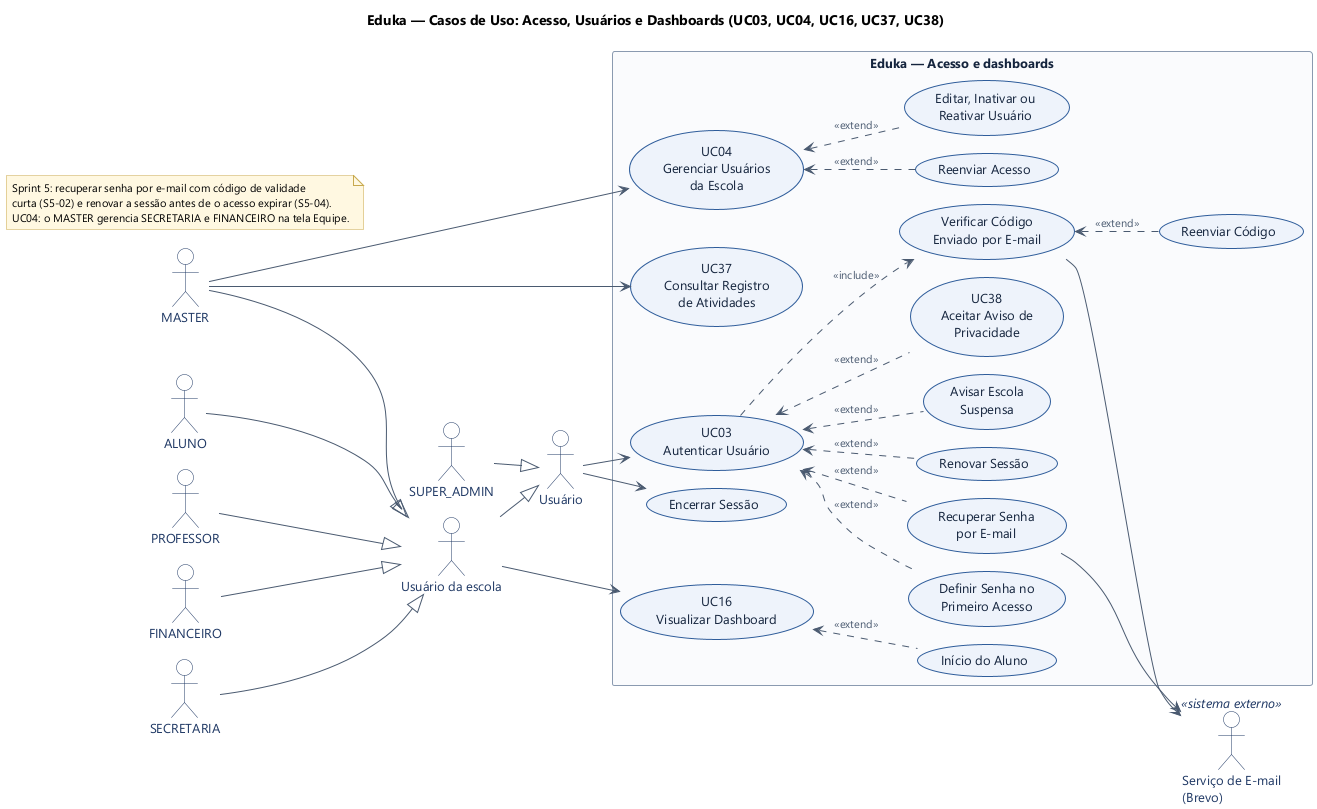 Eduka — Casos de Uso: Acesso, Usuários e Dashboards (UC03, UC04, UC16, UC37, UC38)
Eduka — Acesso e dashboards
Sprint 5: recuperar senha por e-mail com código de validade
curta (S5-02) e renovar a sessão antes de o acesso expirar (S5-04).
UC04: o MASTER gerencia SECRETARIA e FINANCEIRO na tela Equipe.
MASTER
ALUNO
PROFESSOR
FINANCEIRO
SECRETARIA
SUPER_ADMIN
Usuário da escola
Usuário
UC04
Gerenciar Usuários
da Escola
UC37
Consultar Registro
de Atividades
UC03
Autenticar Usuário
Encerrar Sessão
UC16
Visualizar Dashboard
«extend»
«extend»
«include»
«extend»
«extend»
«extend»
«extend»
«extend»
«extend»
Editar, Inativar ou
Reativar Usuário
Reenviar Acesso
Verificar Código
Enviado por E-mail
UC38
Aceitar Aviso de
Privacidade
Avisar Escola
Suspensa
Renovar Sessão
Recuperar Senha
por E-mail
Definir Senha no
Primeiro Acesso
Início do Aluno
«extend»
Reenviar Código
«sistema externo»
Serviço de E-mail
(Brevo)